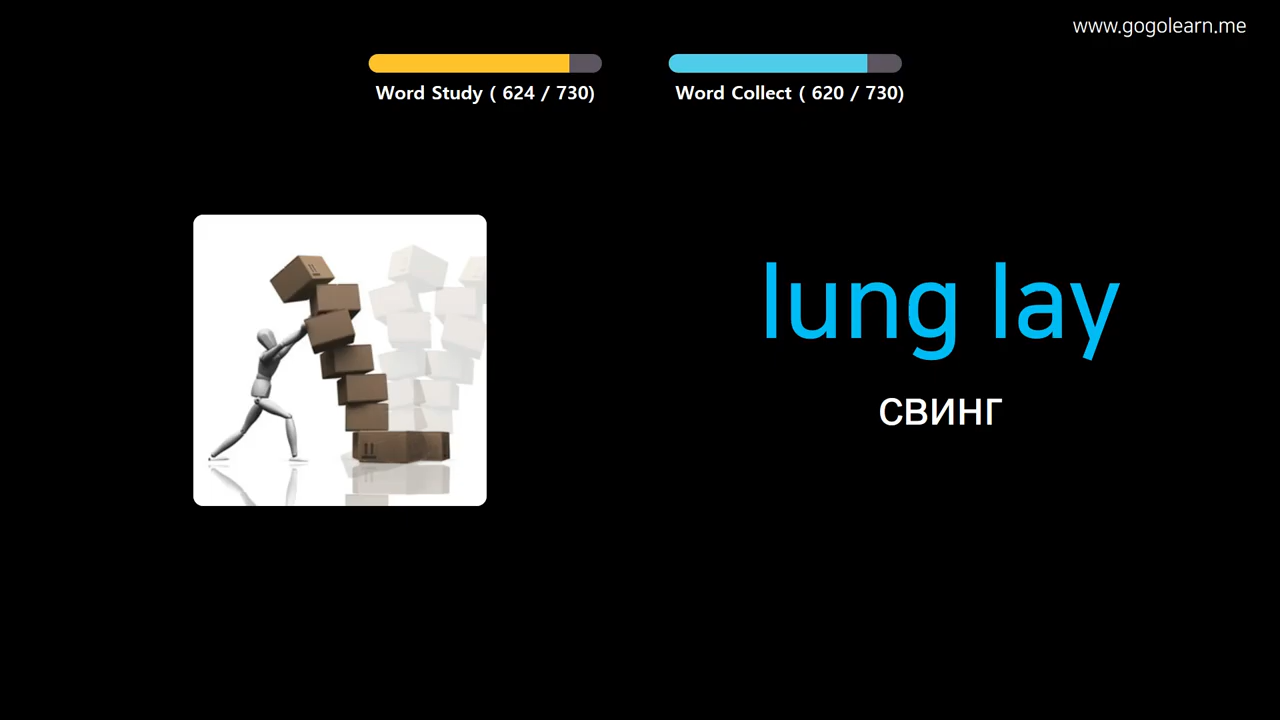 www.gogolearn.me
Word Study ( 624 / 730)
Word Collect ( 620 / 730)
lung lay
свинг